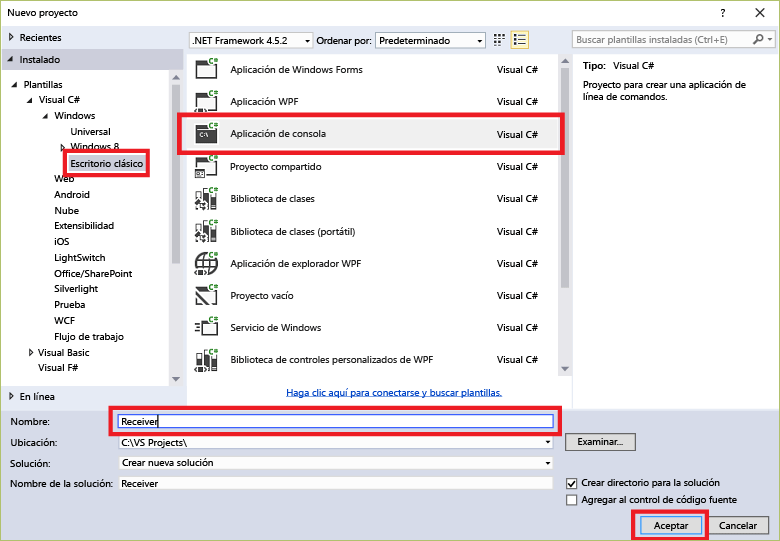 Nuevo proyecto
? 
Recientes
.NET Framework 4.5.2 Ordenar por: Predeterminado
Buscar plantillas instaladas (Ctrl+E)
Instalado
Plantillas
Visual C#
Windows
Universal
Windows 8
Escritorio clásico
Web
Android
Nube
Extensibilidad
iOS
LightSwitch
Office/SharePoint
Silverlight
Prueba
WCF
Flujo de trabajo
Visual Basic
Visual F#
En línea
C# Aplicación de Windows Forms Visual C#
C# Aplicación WPF Visual C#
C# C:\ Aplicación de consola Visual C#
C# Proyecto compartido Visual C#
C# Biblioteca de clases Visual C#
C# Biblioteca de clases (portátil) Visual C#
C# Aplicación de explorador WPF Visual C#
C# Proyecto vacío Visual C#
C# Servicio de Windows Visual C#
C# Biblioteca de controles personalizados de WPF Visual C#
Haga clic aquí para conectarse y buscar plantillas.
Tipo: Visual C#
Proyecto para crear una aplicación de
línea de comandos.
Nombre: Receiver
Ubicación: C:\VS Projects\ Examinar...
Solución: Crear nueva solución
Nombre de la solución: Receiver
Crear directorio para la solución
Agregar al control de código fuente
Aceptar Cancelar